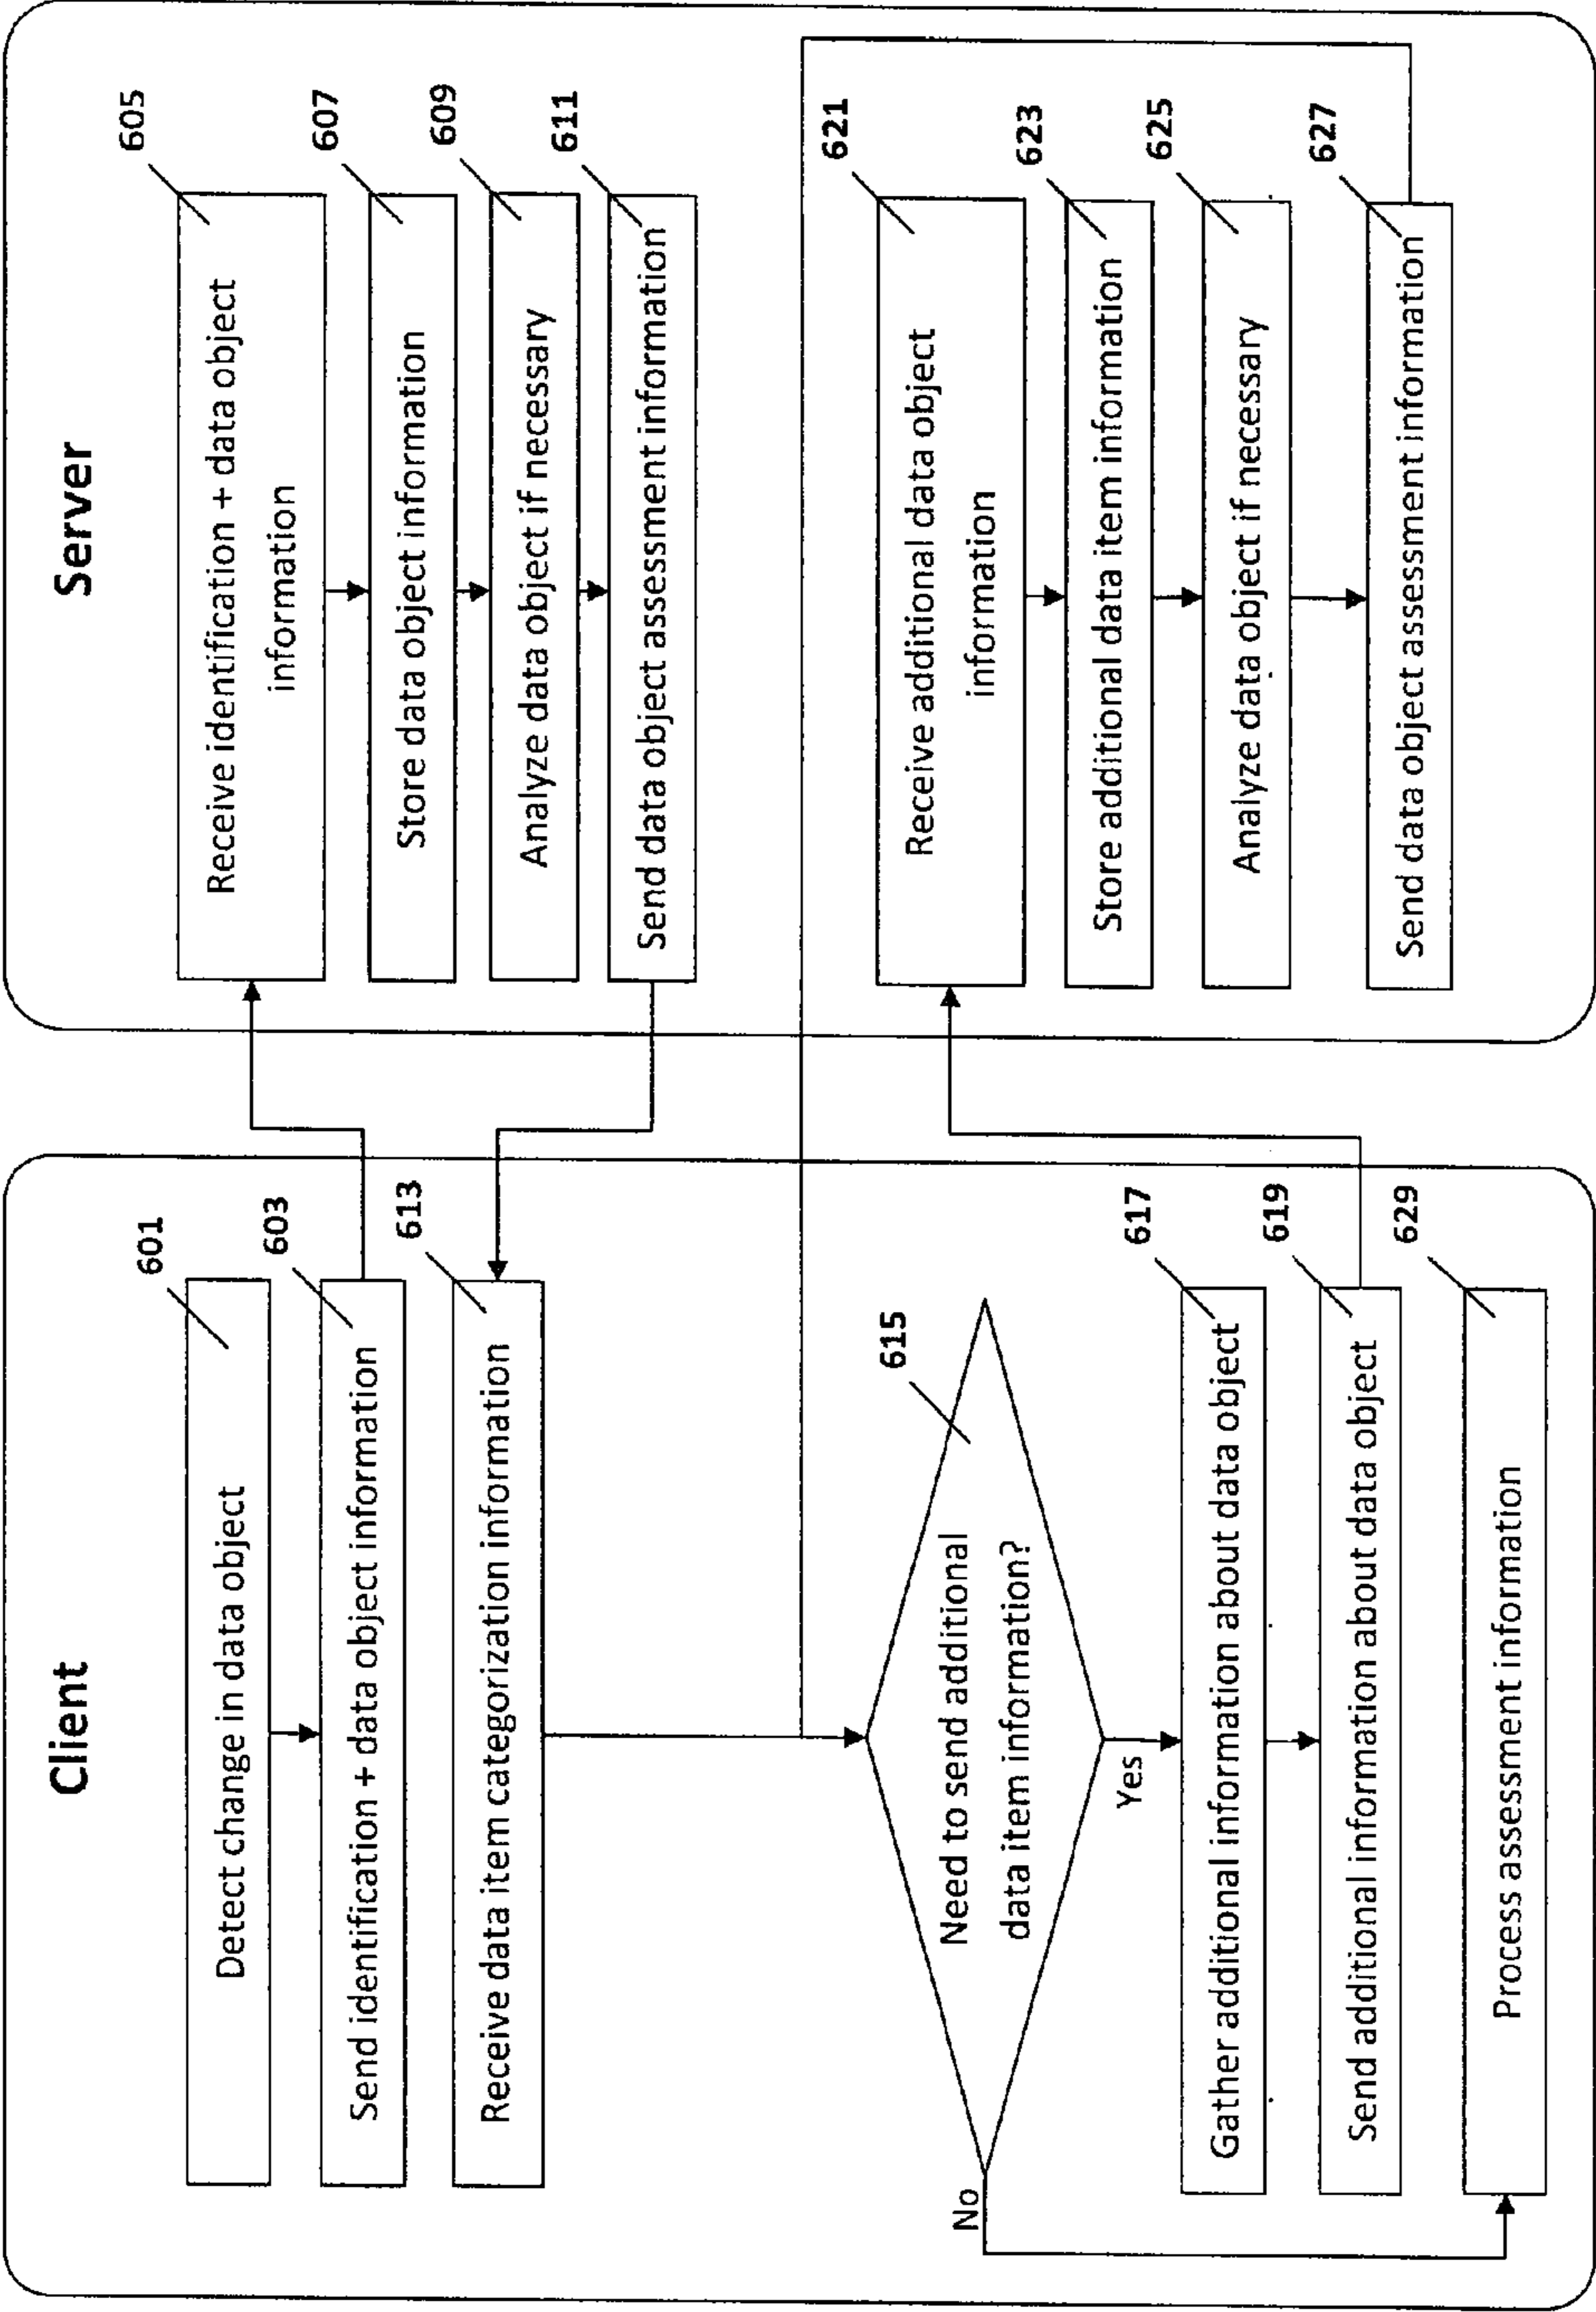 Client
601
Detect change in data object
603
Send identification + data object information
613
Receive data item categorization information
615
Need to send additional
data item information?
No
Yes
617
Gather additional information about data object
619
Send additional information about data object
629
Process assessment information
Server
605
Receive identification + data object
information
607
Store data object information
609
Analyze data object if necessary
611
Send data object assessment information
621
Receive additional data object
information
623
Store additional data item information
625
Analyze data object if necessary
627
Send data object assessment information